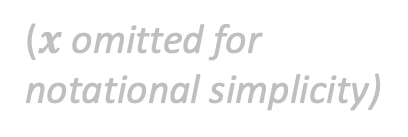 (x omitted for
notational simplicity)